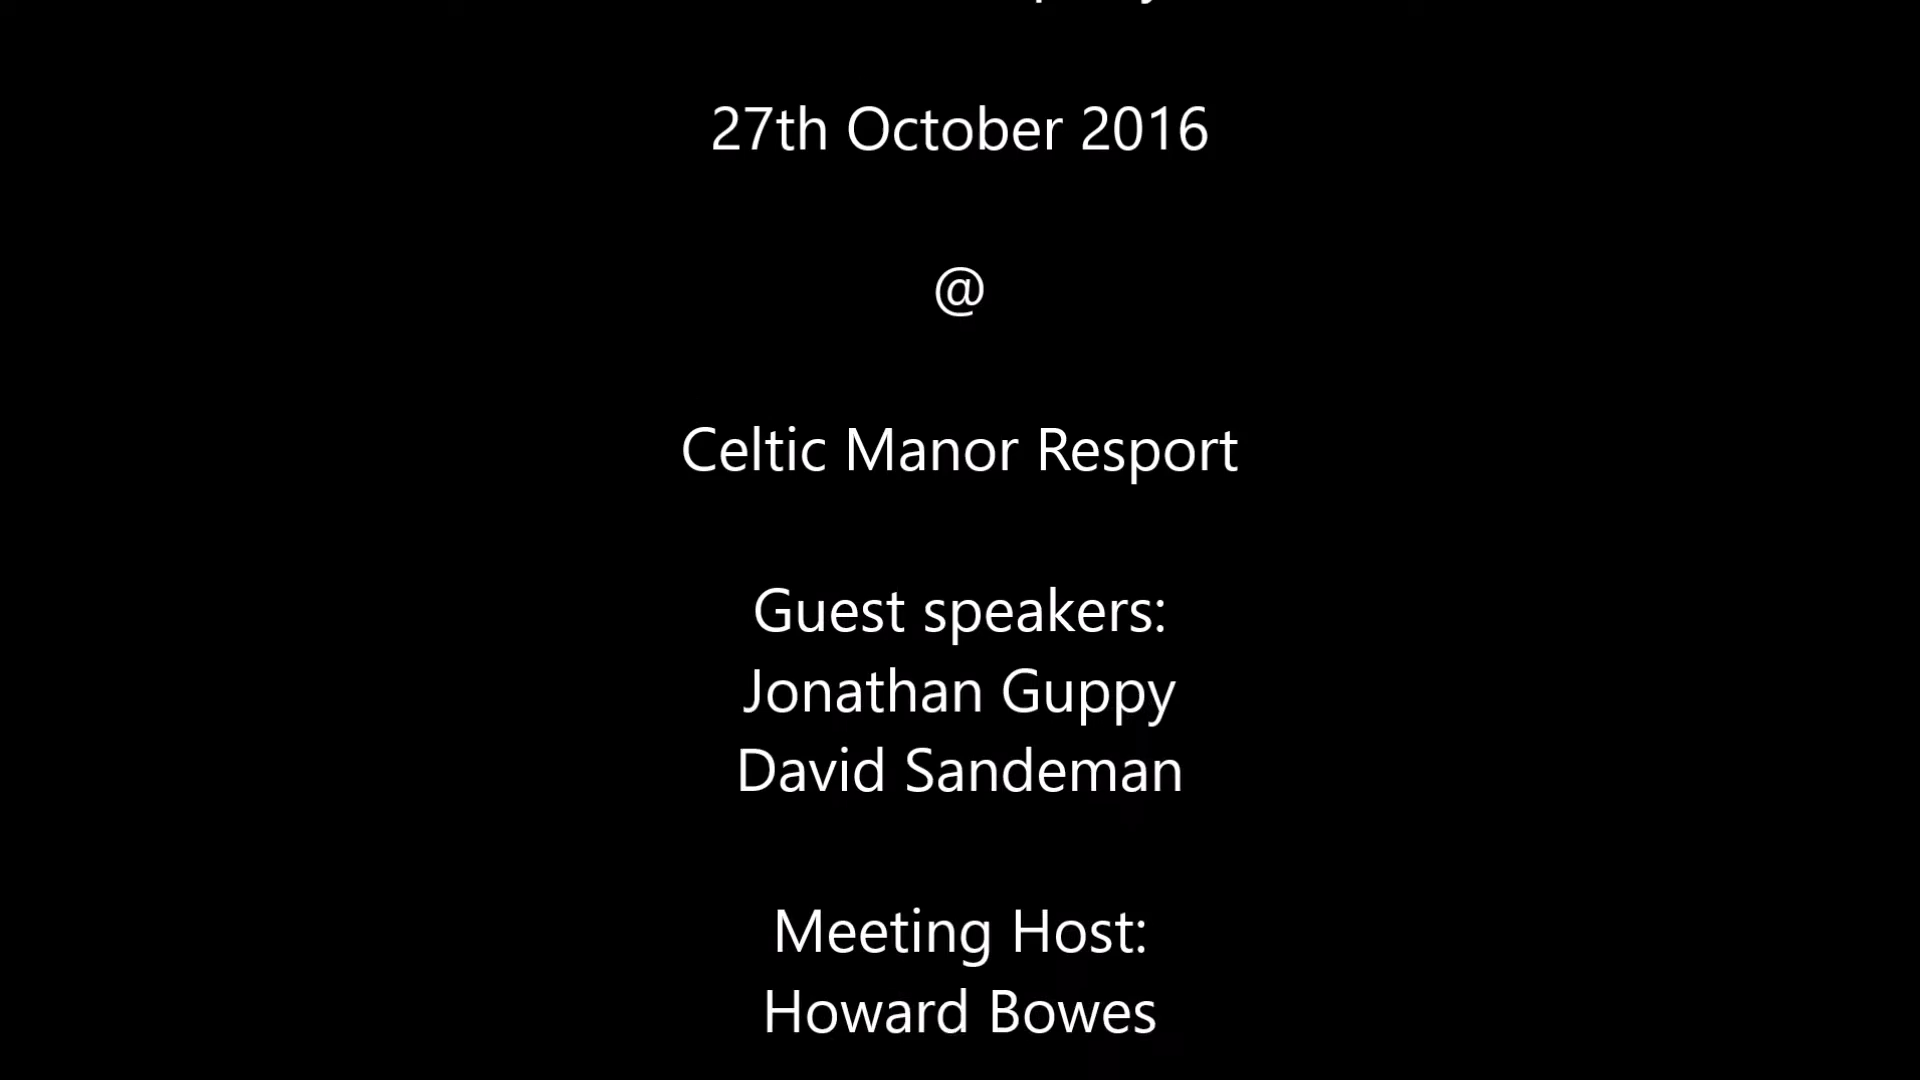 27th October 2016
@
Celtic Manor Resport
Guest speakers:
Jonathan Guppy
David Sandeman
Meeting Host:
Howard Bowes